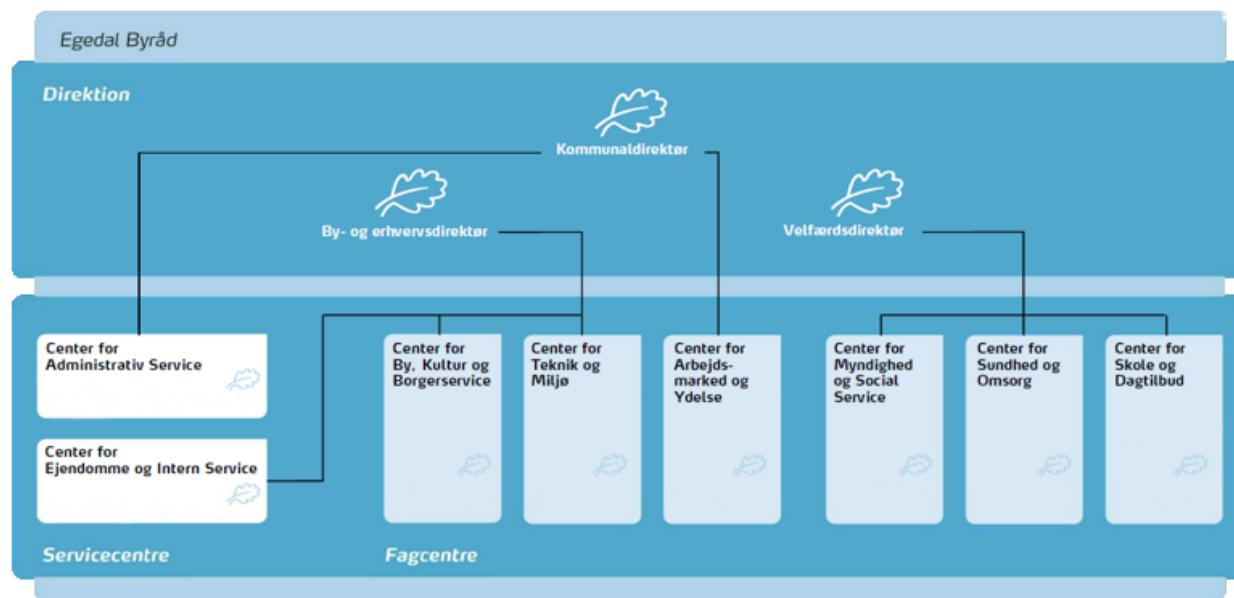 Egedal Byråd
Direktion
Kommunaldirektør
By- og erhvervsdirektør
Velfærdsdirektør
Center for
Administrativ Service
Center for
Ejendomme og Intern Service
Center for
By, Kultur og
Borgerservice
Center for
Teknik og
Miljø
Center for
Arbejds-
marked og
Ydelse
Center for
Myndighed
og Social
Service
Center for
Sundhed og
Omsorg
Center for
Skole og
Dagtilbud
Servicecentre
Fagcentre